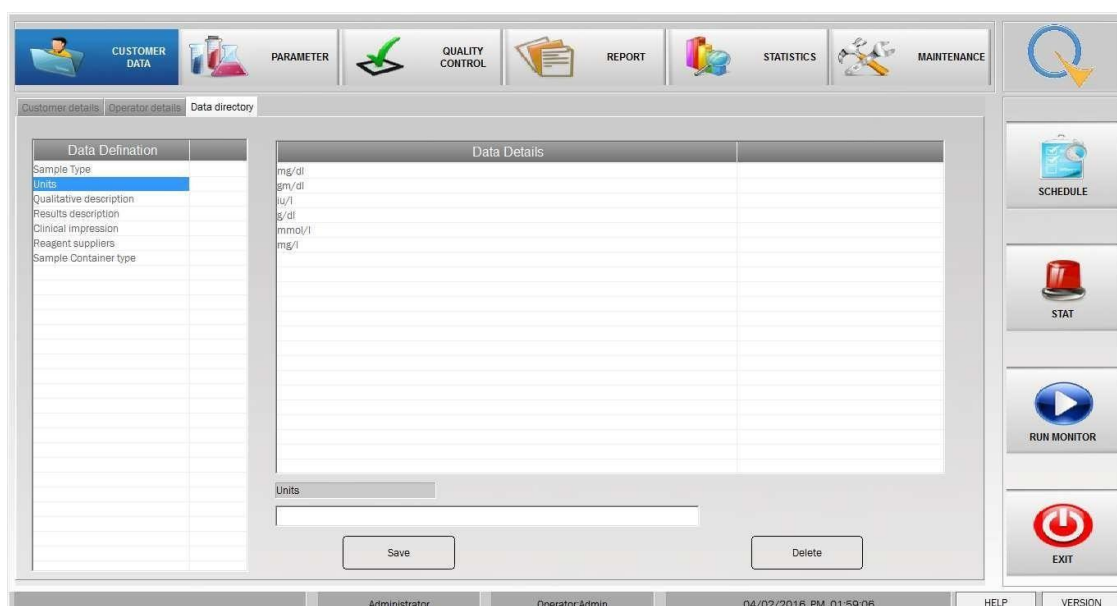 CUSTOMER
DATA
PARAMETER
QUALITY
CONTROL
REPORT
STATISTICS
MAINTENANCE
Customer details
Operator details
Data directory
Data Defination
Sample Type
Units
Qualitative description
Results description
Clinical impression
Reagent suppliers
Sample Container type
Data Details
mg/dl
gm/dl
iu/l
g/dl
mmol/l
mg/l
Units
Save
Delete
SCHEDULE
STAT
RUN MONITOR
EXIT
Administrator
Operator:Admin
04/02/2016 PM 01:59:06
HELP
VERSION